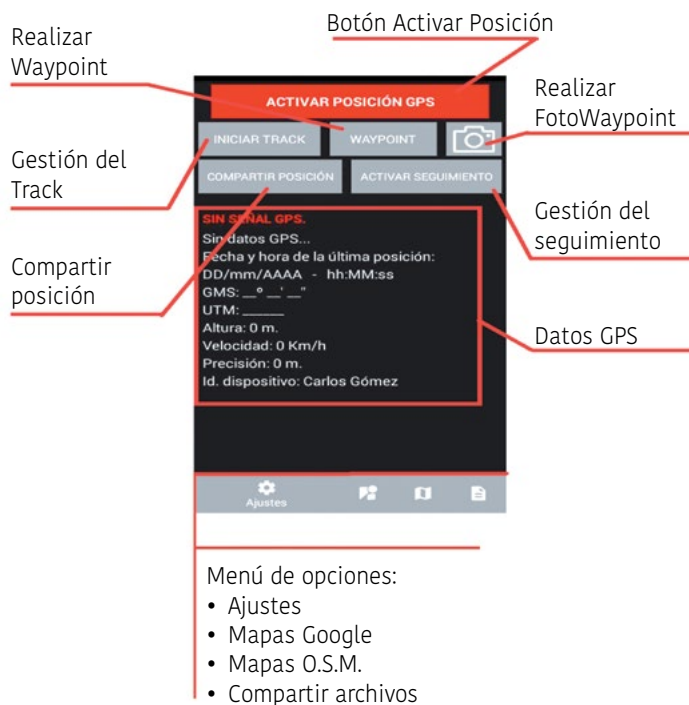 Botón Activar Posición
Realizar
Waypoint
Realizar
FotoWaypoint
Gestión del
Track
Compartir
posición
Gestión del
seguimiento
Datos GPS
ACTIVAR POSICIÓN GPS
INICIAR TRACK
WAYPOINT
COMPARTIR POSICIÓN
ACTIVAR SEGUIMIENTO
SIN SEÑAL GPS.
Sin datos GPS...
Fecha y hora de la última posición:
DD/mm/AAAA - hh:MM:ss
GMS: __º __' __"
UTM: ______
Altura: 0 m.
Velocidad: 0 Km/h
Precisión: 0 m.
Id. dispositivo: Carlos Gómez
Ajustes
Menú de opciones:
• Ajustes
• Mapas Google
• Mapas O.S.M.
• Compartir archivos